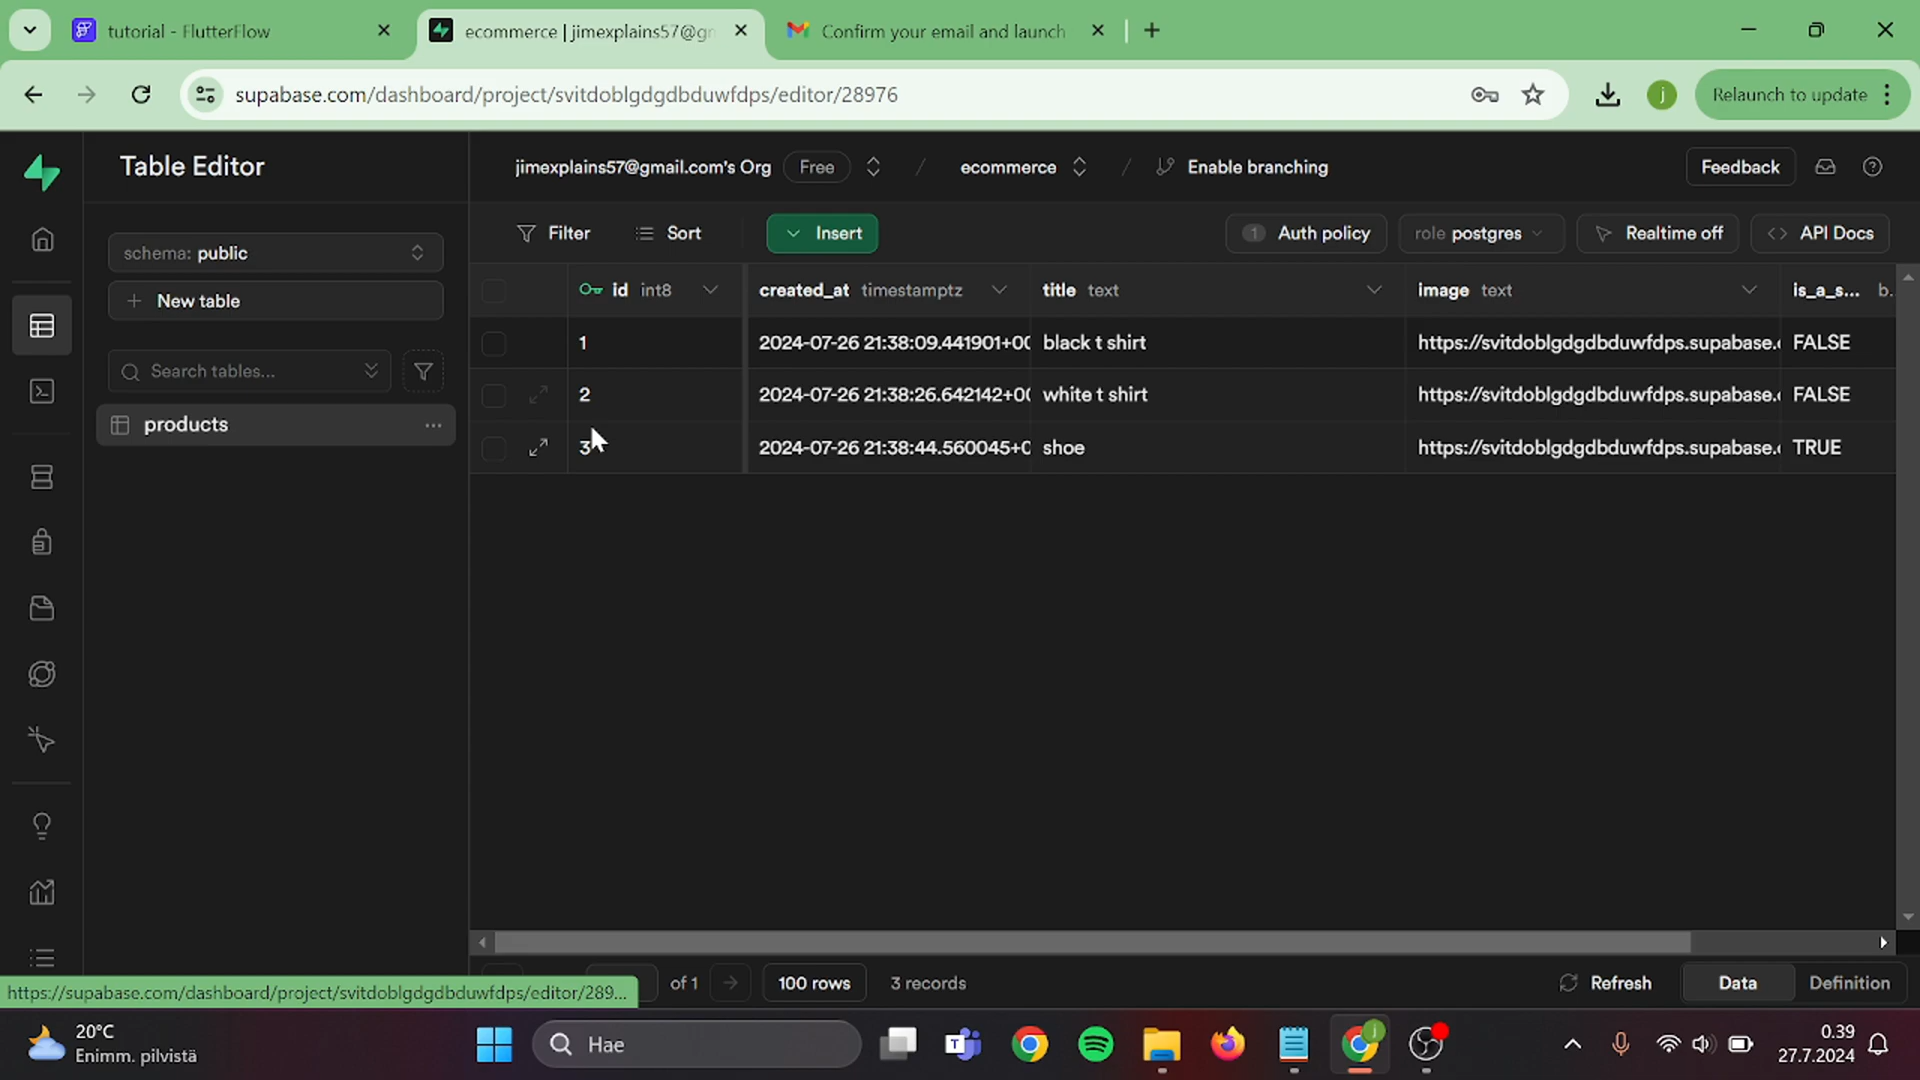 tutorial - FlutterFlow
ecommerce | jimexplains57@gr
Confirm your email and launch
supabase.com/dashboard/project/svitdoblgdgdbduwfdps/editor/28976
j
Relaunch to update
Table Editor
jimexplains57@gmail.com's Org
Free
/
ecommerce
/
Enable branching
Feedback
schema: public
Filter
Sort
Insert
1 Auth policy
role postgres
Realtime off
<> API Docs
+ New table
id int8
created_at timestamptz
title text
image text
is_a_s... b...
Search tables...
1
2024-07-26 21:38:09.441901+00
black t shirt
https://svitdoblgdgdbduwfdps.supabase.
FALSE
2
2024-07-26 21:38:26.642142+00
white t shirt
https://svitdoblgdgdbduwfdps.supabase.
FALSE
products
...
3
2024-07-26 21:38:44.560045+0
shoe
https://svitdoblgdgdbduwfdps.supabase.
TRUE
of 1
100 rows
3 records
Refresh
Data
Definition
https://supabase.com/dashboard/project/svitdoblgdgdbduwfdps/editor/289...
20°C
Enimm. pilvistä
Hae
0.39
27.7.2024